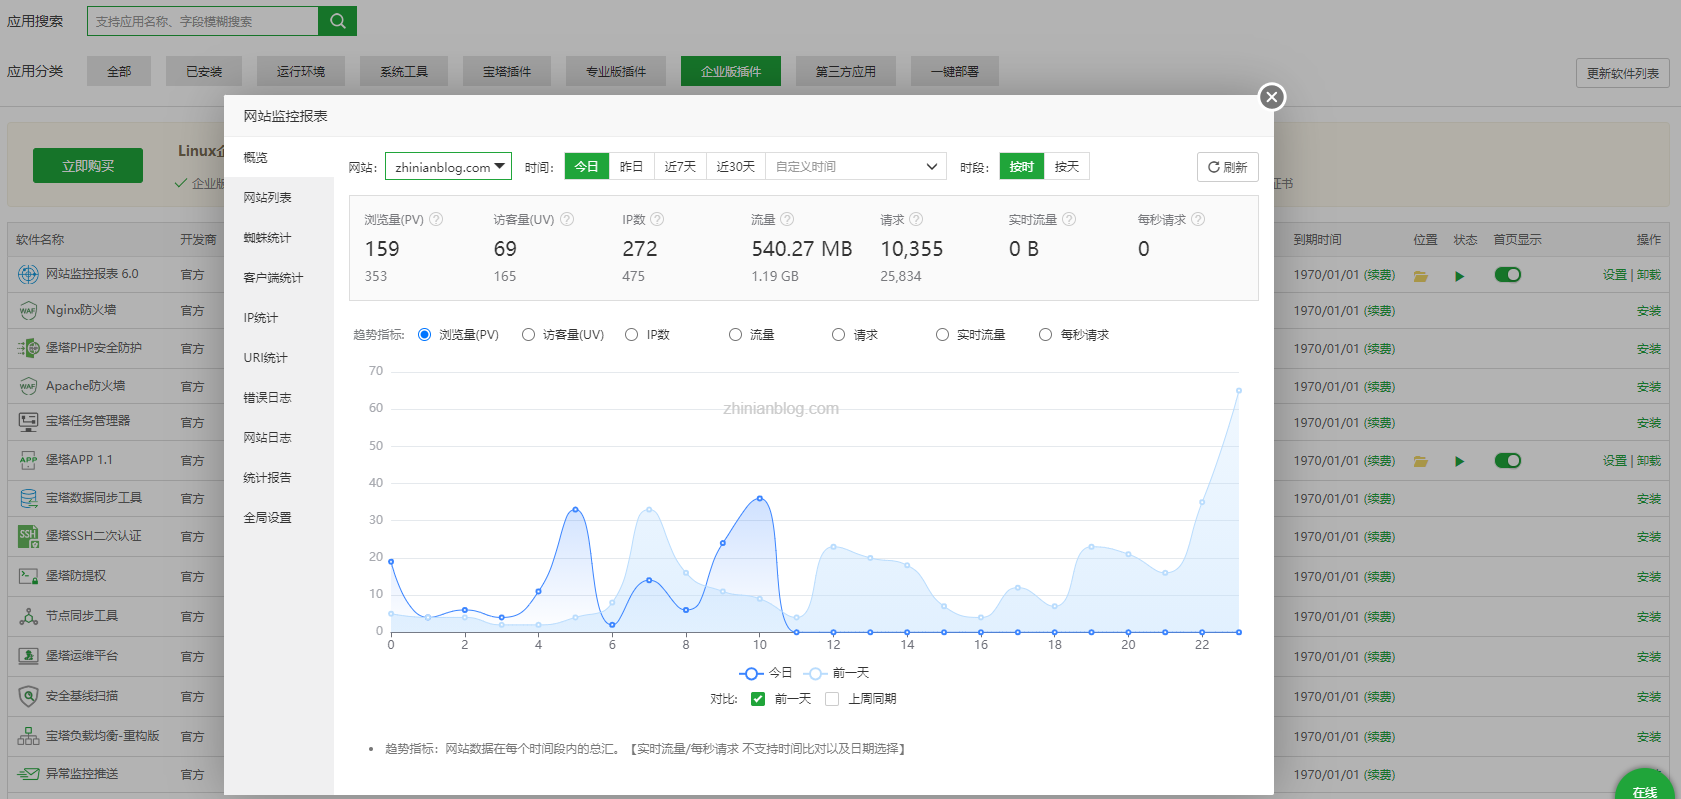 应用搜索 支持应用名称、字段模糊搜索
应用分类 全部 已安装 运行环境 系统工具 宝塔插件 专业版插件 企业版插件 第三方应用 一键部署 更新软件列表
立即购买 Linux企
企业版
证书
软件名称 开发商 到期时间 位置 状态 首页显示 操作
网站监控报表 6.0 官方 1970/01/01 (续费) 设置 | 卸载
WAF Nginx防火墙 官方 1970/01/01 (续费) 安装
堡塔PHP安全防护 官方 1970/01/01 (续费) 安装
WAF Apache防火墙 官方 1970/01/01 (续费) 安装
宝塔任务管理器 官方 1970/01/01 (续费) 安装
APP 堡塔APP 1.1 官方 1970/01/01 (续费) 设置 | 卸载
宝塔数据同步工具 官方 1970/01/01 (续费) 安装
SSH 堡塔SSH二次认证 官方 1970/01/01 (续费) 安装
堡塔防提权 官方 1970/01/01 (续费) 安装
节点同步工具 官方 1970/01/01 (续费) 安装
堡塔运维平台 官方 1970/01/01 (续费) 安装
安全基线扫描 官方 1970/01/01 (续费) 安装
宝塔负载均衡-重构版 官方 1970/01/01 (续费) 安装
异常监控推送 官方 1970/01/01 (续费)
在线
网站监控报表
概览
网站列表
蜘蛛统计
客户端统计
IP统计
URI统计
错误日志
网站日志
统计报告
全局设置
网站: zhinianblog.com 时间: 今日 昨日 近7天 近30天 自定义时间 时段: 按时 按天 刷新
浏览量(PV) ? 访客量(UV) ? IP数 ? 流量 ? 请求 ? 实时流量 ? 每秒请求 ?
159 69 272 540.27 MB 10,355 0 B 0
353 165 475 1.19 GB 25,834
趋势指标: 浏览量(PV) 访客量(UV) IP数 流量 请求 实时流量 每秒请求
zhinianblog.com
70
60
50
40
30
20
10
0
0 2 4 6 8 10 12 14 16 18 20 22
今日 前一天
对比: 前一天 上周同期
• 趋势指标：网站数据在每个时间段内的总汇。【实时流量/每秒请求 不支持时间比对以及日期选择】